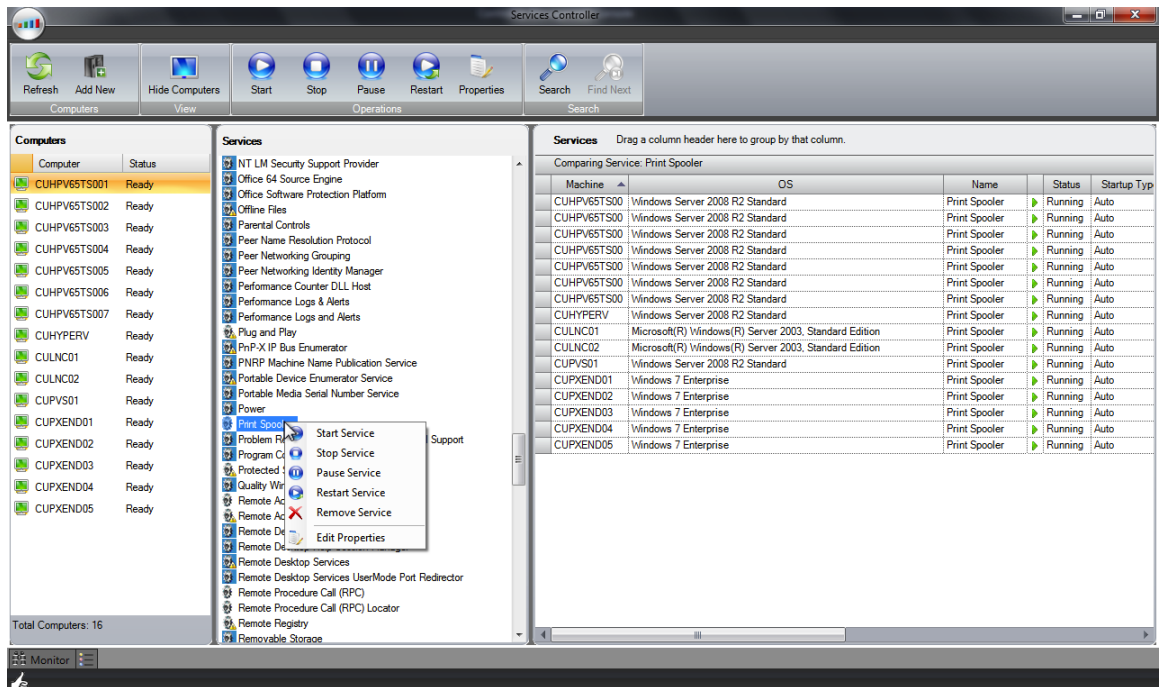 Services Controller
Refresh Add New Hide Computers Start Stop Pause Restart Properties Search Find Next
Computers View Operations Search
Computers
Computer Status
CUHPV65TS001 Ready
CUHPV65TS002 Ready
CUHPV65TS003 Ready
CUHPV65TS004 Ready
CUHPV65TS005 Ready
CUHPV65TS006 Ready
CUHPV65TS007 Ready
CUHYPERV Ready
CULNC01 Ready
CULNC02 Ready
CUPVS01 Ready
CUPXEND01 Ready
CUPXEND02 Ready
CUPXEND03 Ready
CUPXEND04 Ready
CUPXEND05 Ready
Total Computers: 16
Services
NT LM Security Support Provider
Office 64 Source Engine
Office Software Protection Platform
Offline Files
Parental Controls
Peer Name Resolution Protocol
Peer Networking Grouping
Peer Networking Identity Manager
Performance Counter DLL Host
Performance Logs & Alerts
Performance Logs and Alerts
Plug and Play
PnP-X IP Bus Enumerator
PNRP Machine Name Publication Service
Portable Device Enumerator Service
Portable Media Serial Number Service
Power
Print
Problem Support
Program
Protected
Quality
Remote
Remote
Remote
Remote
Remote Desktop Services
Remote Desktop Services UserMode Port Redirector
Remote Procedure Call (RPC)
Remote Procedure Call (RPC) Locator
Remote Registry
Removable Storage
Start Service
Stop Service
Pause Service
Restart Service
Remove Service
Edit Properties
Services Drag a column header here to group by that column.
Comparing Service: Print Spooler
Machine OS Name Status Startup Typ
CUHPV65TS00 Windows Server 2008 R2 Standard Print Spooler Running Auto
CUHPV65TS00 Windows Server 2008 R2 Standard Print Spooler Running Auto
CUHPV65TS00 Windows Server 2008 R2 Standard Print Spooler Running Auto
CUHPV65TS00 Windows Server 2008 R2 Standard Print Spooler Running Auto
CUHPV65TS00 Windows Server 2008 R2 Standard Print Spooler Running Auto
CUHPV65TS00 Windows Server 2008 R2 Standard Print Spooler Running Auto
CUHPV65TS00 Windows Server 2008 R2 Standard Print Spooler Running Auto
CUHYPERV Windows Server 2008 R2 Standard Print Spooler Running Auto
CULNC01 Microsoft(R) Windows(R) Server 2003, Standard Edition Print Spooler Running Auto
CULNC02 Microsoft(R) Windows(R) Server 2003, Standard Edition Print Spooler Running Auto
CUPVS01 Windows Server 2008 R2 Standard Print Spooler Running Auto
CUPXEND01 Windows 7 Enterprise Print Spooler Running Auto
CUPXEND02 Windows 7 Enterprise Print Spooler Running Auto
CUPXEND03 Windows 7 Enterprise Print Spooler Running Auto
CUPXEND04 Windows 7 Enterprise Print Spooler Running Auto
CUPXEND05 Windows 7 Enterprise Print Spooler Running Auto
Monitor